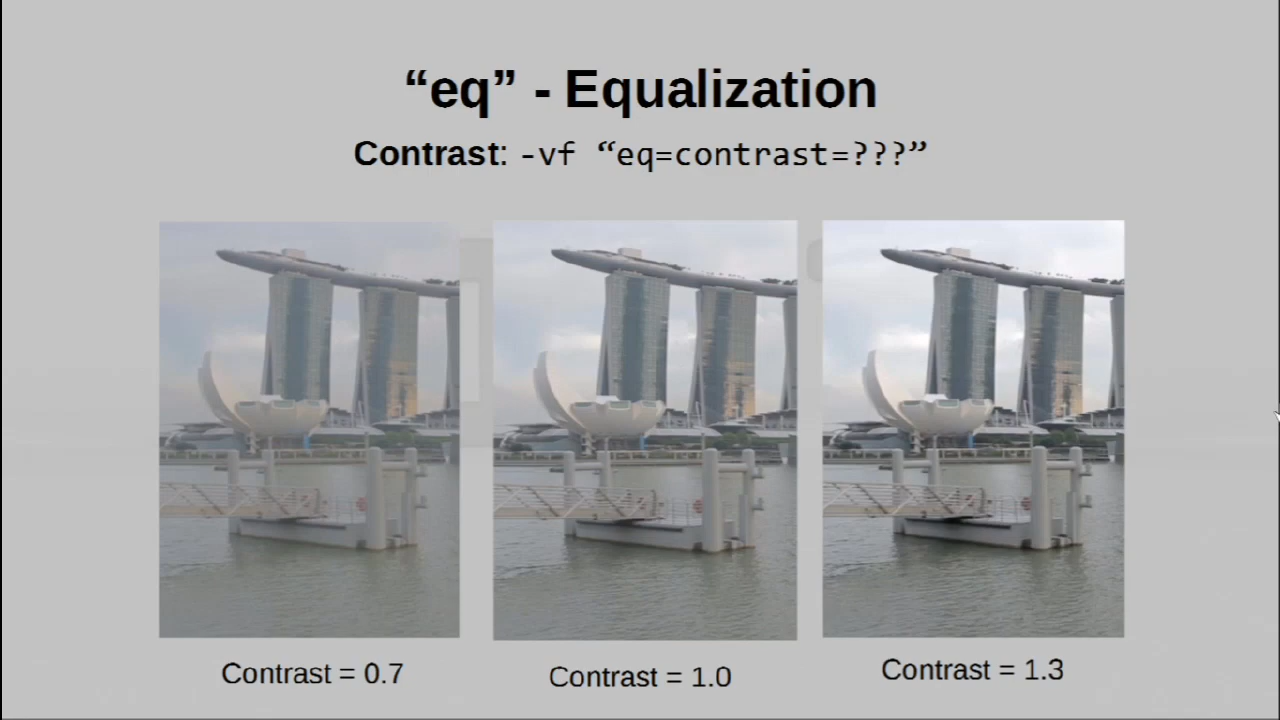 “eq” - Equalization
Contrast: -vf “eq=contrast=???”
Contrast = 0.7
Contrast = 1.0
Contrast = 1.3